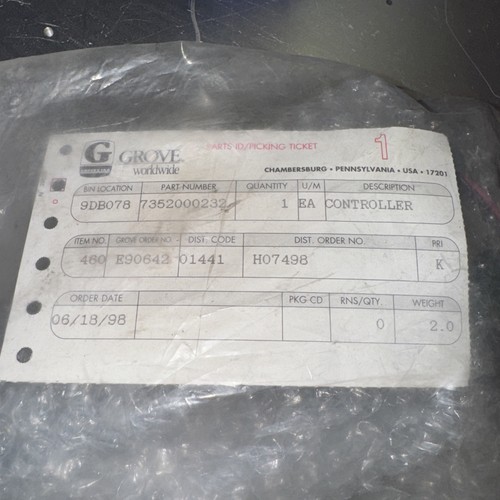 G GROVE worldwide
PARTS ID/PICKING TICKET 1
CHAMBERSBURG • PENNSYLVANIA • USA • 17201
BIN LOCATION PART-NUMBER QUANTITY U/M DESCRIPTION
9DB078 7352000232 1 EA CONTROLLER
ITEM NO. GROVE ORDER NO. DIST. CODE DIST. ORDER NO. PRI
460 E90642 01441 H07498 K
ORDER DATE PKG CD RNS/QTY. WEIGHT
06/18/98 0 2.0